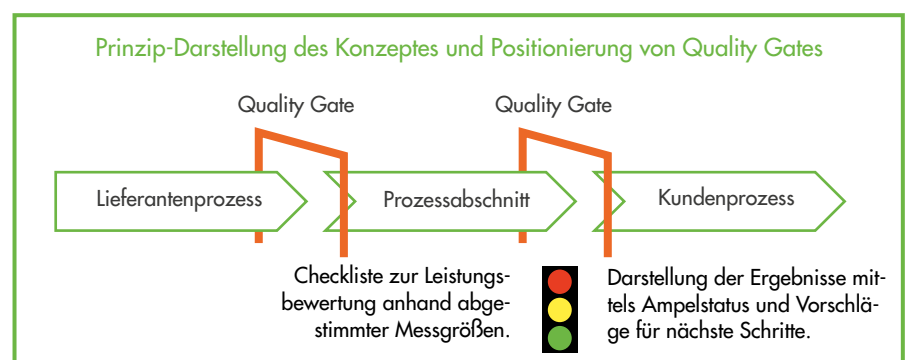 Prinzip-Darstellung des Konzeptes und Positionierung von Quality Gates
Quality Gate
Quality Gate
Lieferantenprozess
Prozessabschnitt
Kundenprozess
Checkliste zur Leistungs-
bewertung anhand abge-
stimmter Messgrößen.
Darstellung der Ergebnisse mit-
tels Ampelstatus und Vorschlä-
ge für nächste Schritte.